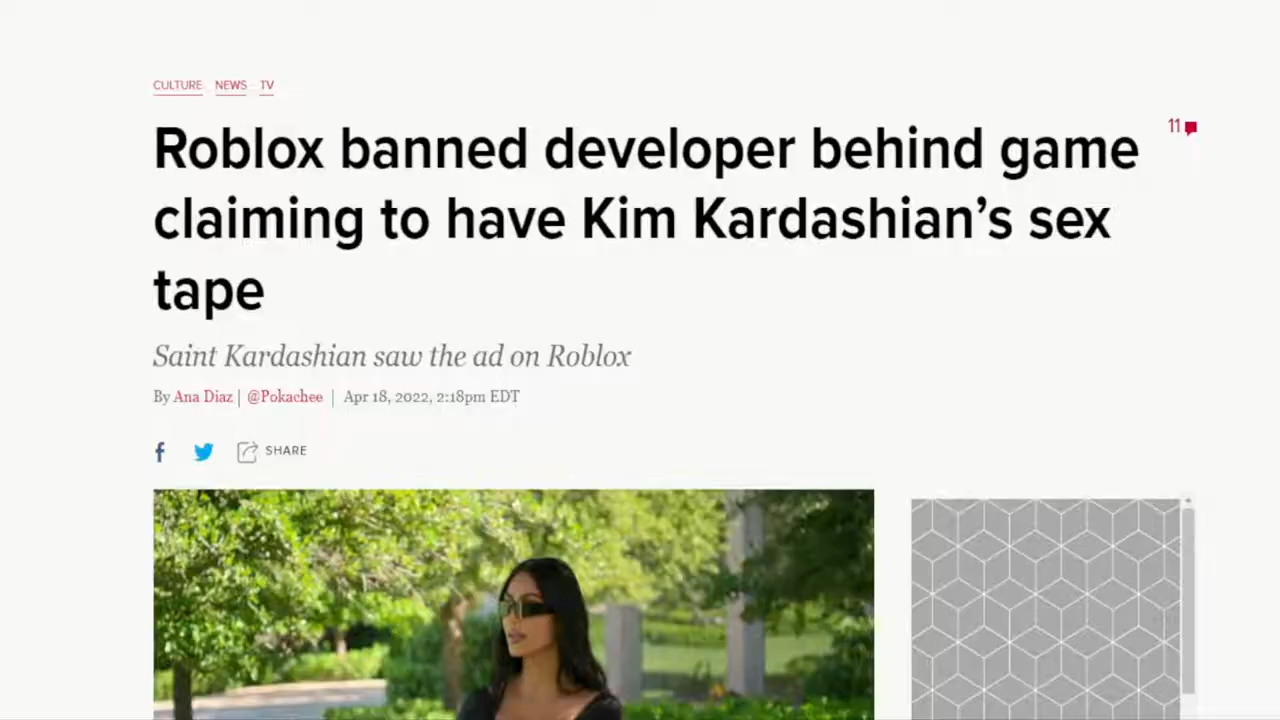 CULTURE NEWS TV
Roblox banned developer behind game
11
claiming to have Kim Kardashian's sex
tape
Saint Kardashian saw the ad on Roblox
By Ana Diaz | @Pokachee | Apr 18, 2022, 2:18pm EDT
SHARE